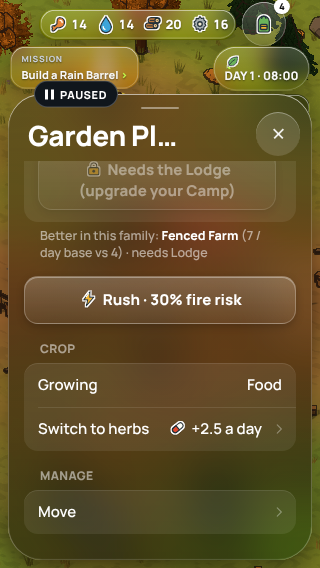 14 14 20 16 4
MISSION
Build a Rain Barrel ›
DAY 1 · 08:00
PAUSED
Garden Pl...
Needs the Lodge
(upgrade your Camp)
Better in this family: Fenced Farm (7 /
day base vs 4) · needs Lodge
Rush · 30% fire risk
CROP
Growing Food
Switch to herbs +2.5 a day
MANAGE
Move